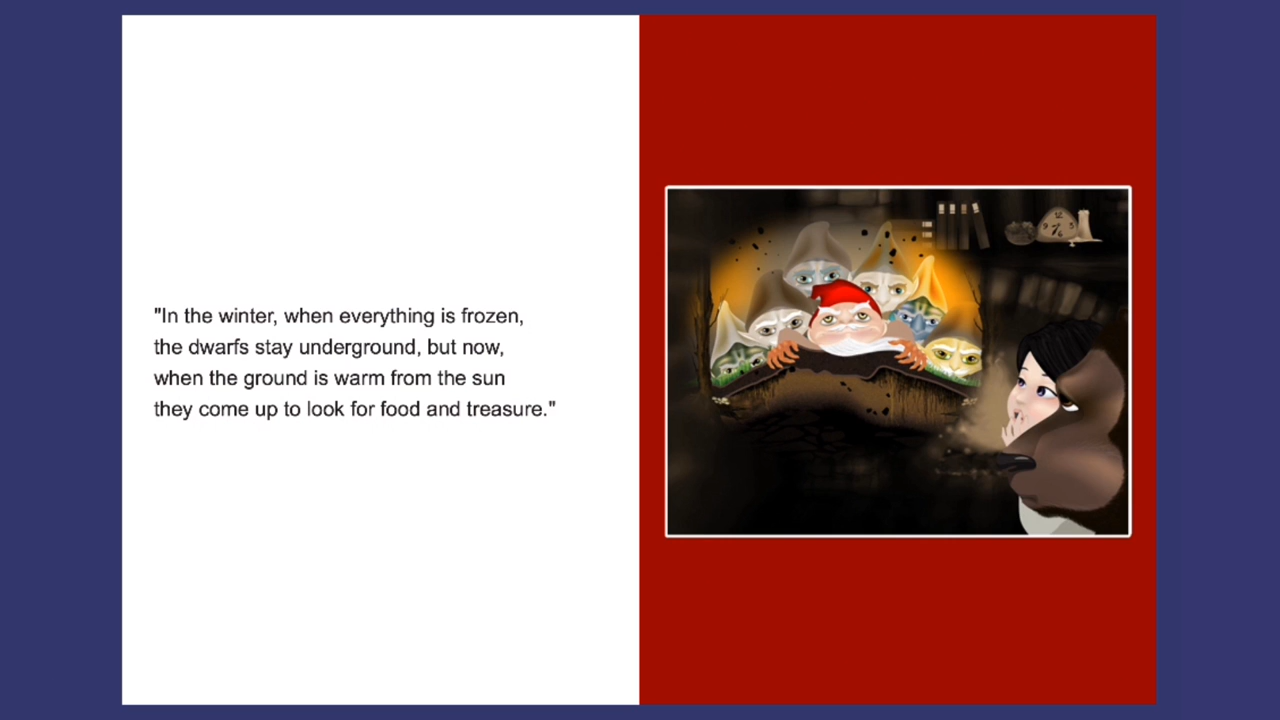 "In the winter, when everything is frozen,
the dwarfs stay underground, but now,
when the ground is warm from the sun
they come up to look for food and treasure."